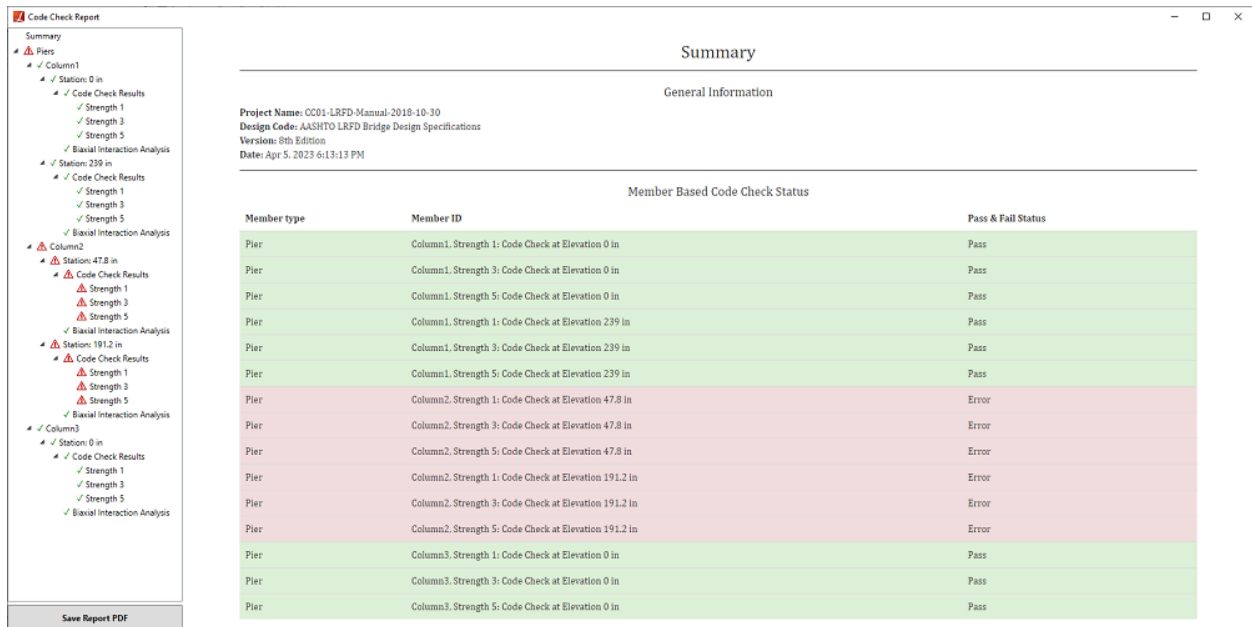 Code Check Report
Summary
Piers
✓ Column1
✓ Station: 0 in
✓ Code Check Results
✓ Strength 1
✓ Strength 3
✓ Strength 5
✓ Biaxial Interaction Analysis
✓ Station: 239 in
✓ Code Check Results
✓ Strength 1
✓ Strength 3
✓ Strength 5
✓ Biaxial Interaction Analysis
Column2
Station: 47.8 in
Code Check Results
Strength 1
Strength 3
Strength 5
✓ Biaxial Interaction Analysis
Station: 191.2 in
Code Check Results
Strength 1
Strength 3
Strength 5
✓ Biaxial Interaction Analysis
✓ Column3
✓ Station: 0 in
✓ Code Check Results
✓ Strength 1
✓ Strength 3
✓ Strength 5
✓ Biaxial Interaction Analysis
Save Report PDF
Summary
General Information
Project Name: CC01-LRFD-Manual-2018-10-30
Design Code: AASHTO LRFD Bridge Design Specifications
Version: 8th Edition
Date: Apr 5, 2023 6:13:13 PM
Member Based Code Check Status
Member type Member ID Pass & Fail Status
Pier Column1, Strength 1: Code Check at Elevation 0 in Pass
Pier Column1, Strength 3: Code Check at Elevation 0 in Pass
Pier Column1, Strength 5: Code Check at Elevation 0 in Pass
Pier Column1, Strength 1: Code Check at Elevation 239 in Pass
Pier Column1, Strength 3: Code Check at Elevation 239 in Pass
Pier Column1, Strength 5: Code Check at Elevation 239 in Pass
Pier Column2, Strength 1: Code Check at Elevation 47.8 in Error
Pier Column2, Strength 3: Code Check at Elevation 47.8 in Error
Pier Column2, Strength 5: Code Check at Elevation 47.8 in Error
Pier Column2, Strength 1: Code Check at Elevation 191.2 in Error
Pier Column2, Strength 3: Code Check at Elevation 191.2 in Error
Pier Column2, Strength 5: Code Check at Elevation 191.2 in Error
Pier Column3, Strength 1: Code Check at Elevation 0 in Pass
Pier Column3, Strength 3: Code Check at Elevation 0 in Pass
Pier Column3, Strength 5: Code Check at Elevation 0 in Pass